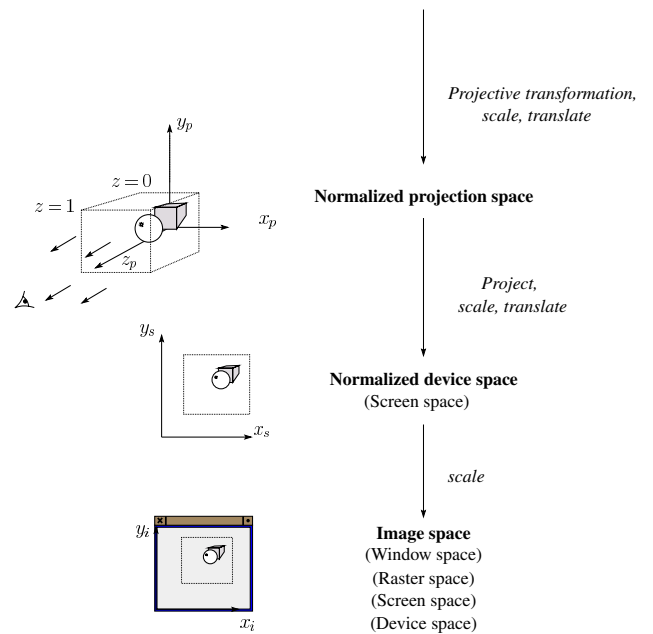 Projective transformation,
scale, translate
y_p
z = 0
z = 1
Normalized projection space
x_p
z_p
Project,
scale, translate
y_s
Normalized device space
(Screen space)
x_s
scale
y_i
Image space
(Window space)
(Raster space)
(Screen space)
(Device space)
x_i